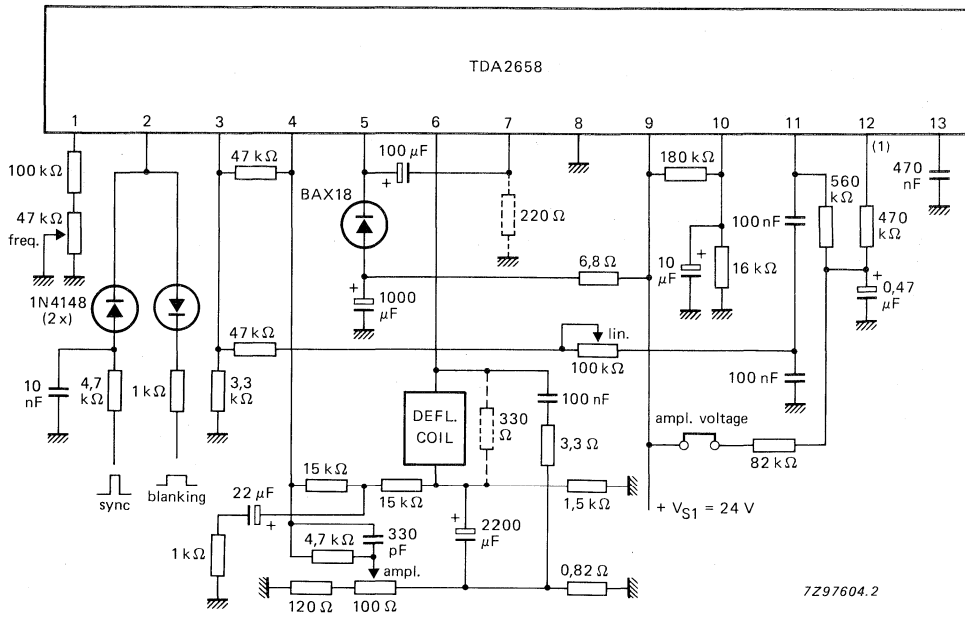 TDA2658
1 2 3 4 5 6 7 8 9 10 11 12 13
(1)
100 kΩ
47 kΩ
freq.
47 kΩ
100 μF
+
BAX18
220 Ω
180 kΩ
100 nF
560
kΩ
470
kΩ
470
nF
1N4148
(2x)
+
1000
μF
6,8 Ω
+
10
μF
16 kΩ
+
0,47
μF
10
nF
4,7
kΩ
1 kΩ
47 kΩ
3,3
kΩ
lin.
100 kΩ
100 nF
DEFL.
COIL
330
Ω
100 nF
3,3 Ω
ampl. voltage
82 kΩ
sync
blanking
22 μF
+
15 kΩ
15 kΩ
1,5 kΩ
+ VS1 = 24 V
1 kΩ
4,7 kΩ
330
pF
+
2200
μF
ampl.
120 Ω
100 Ω
0,82 Ω
7Z97604.2